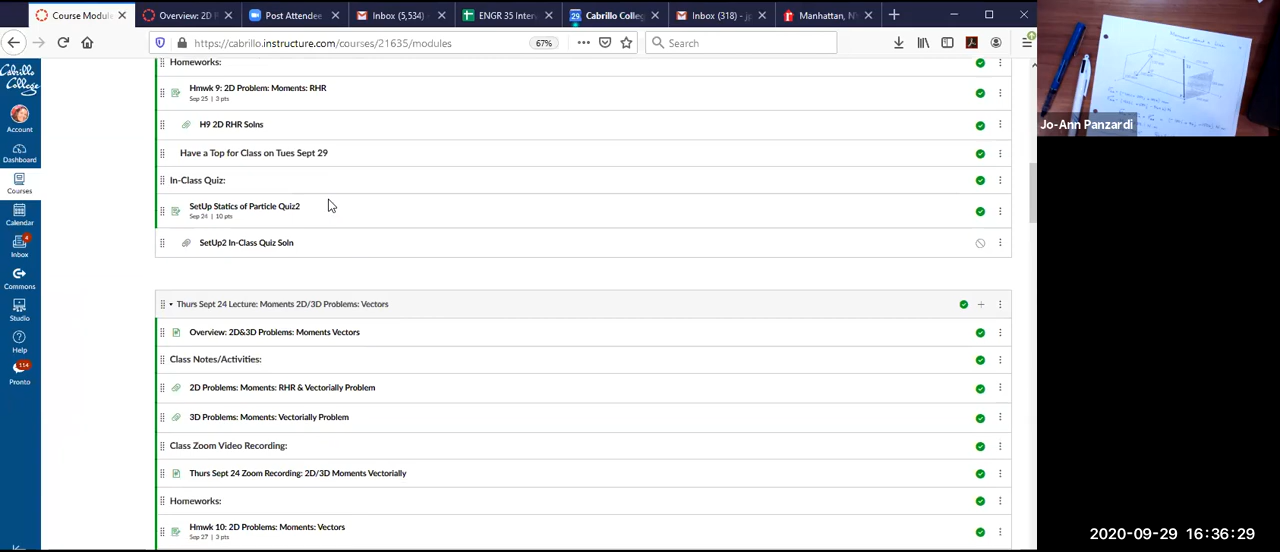 Course Module
Overview: 2D P
Post Attendee
Inbox (5,534)
ENGR 35 Inter
Cabrillo Colleg
Inbox (318) - j
Manhattan, N
https://cabrillo.instructure.com/courses/21635/modules
67%
Search
Cabrillo College
Account
Dashboard
Courses
Calendar
4
Inbox
Commons
Studio
Help
114
Pronto
Homeworks:
Hmwk 9: 2D Problem: Moments: RHR
Sep 25 | 3 pts
H9 2D RHR Solns
Have a Top for Class on Tues Sept 29
In-Class Quiz:
SetUp Statics of Particle Quiz2
Sep 24 | 10 pts
SetUp2 In-Class Quiz Soln
Thurs Sept 24 Lecture: Moments 2D/3D Problems: Vectors
Overview: 2D&3D Problems: Moments Vectors
Class Notes/Activities:
2D Problems: Moments: RHR & Vectorially Problem
3D Problems: Moments: Vectorially Problem
Class Zoom Video Recording:
Thurs Sept 24 Zoom Recording: 2D/3D Moments Vectorially
Homeworks:
Hmwk 10: 2D Problems: Moments: Vectors
Sep 27 | 3 pts
Jo-Ann Panzardi
2020-09-29 16:36:29